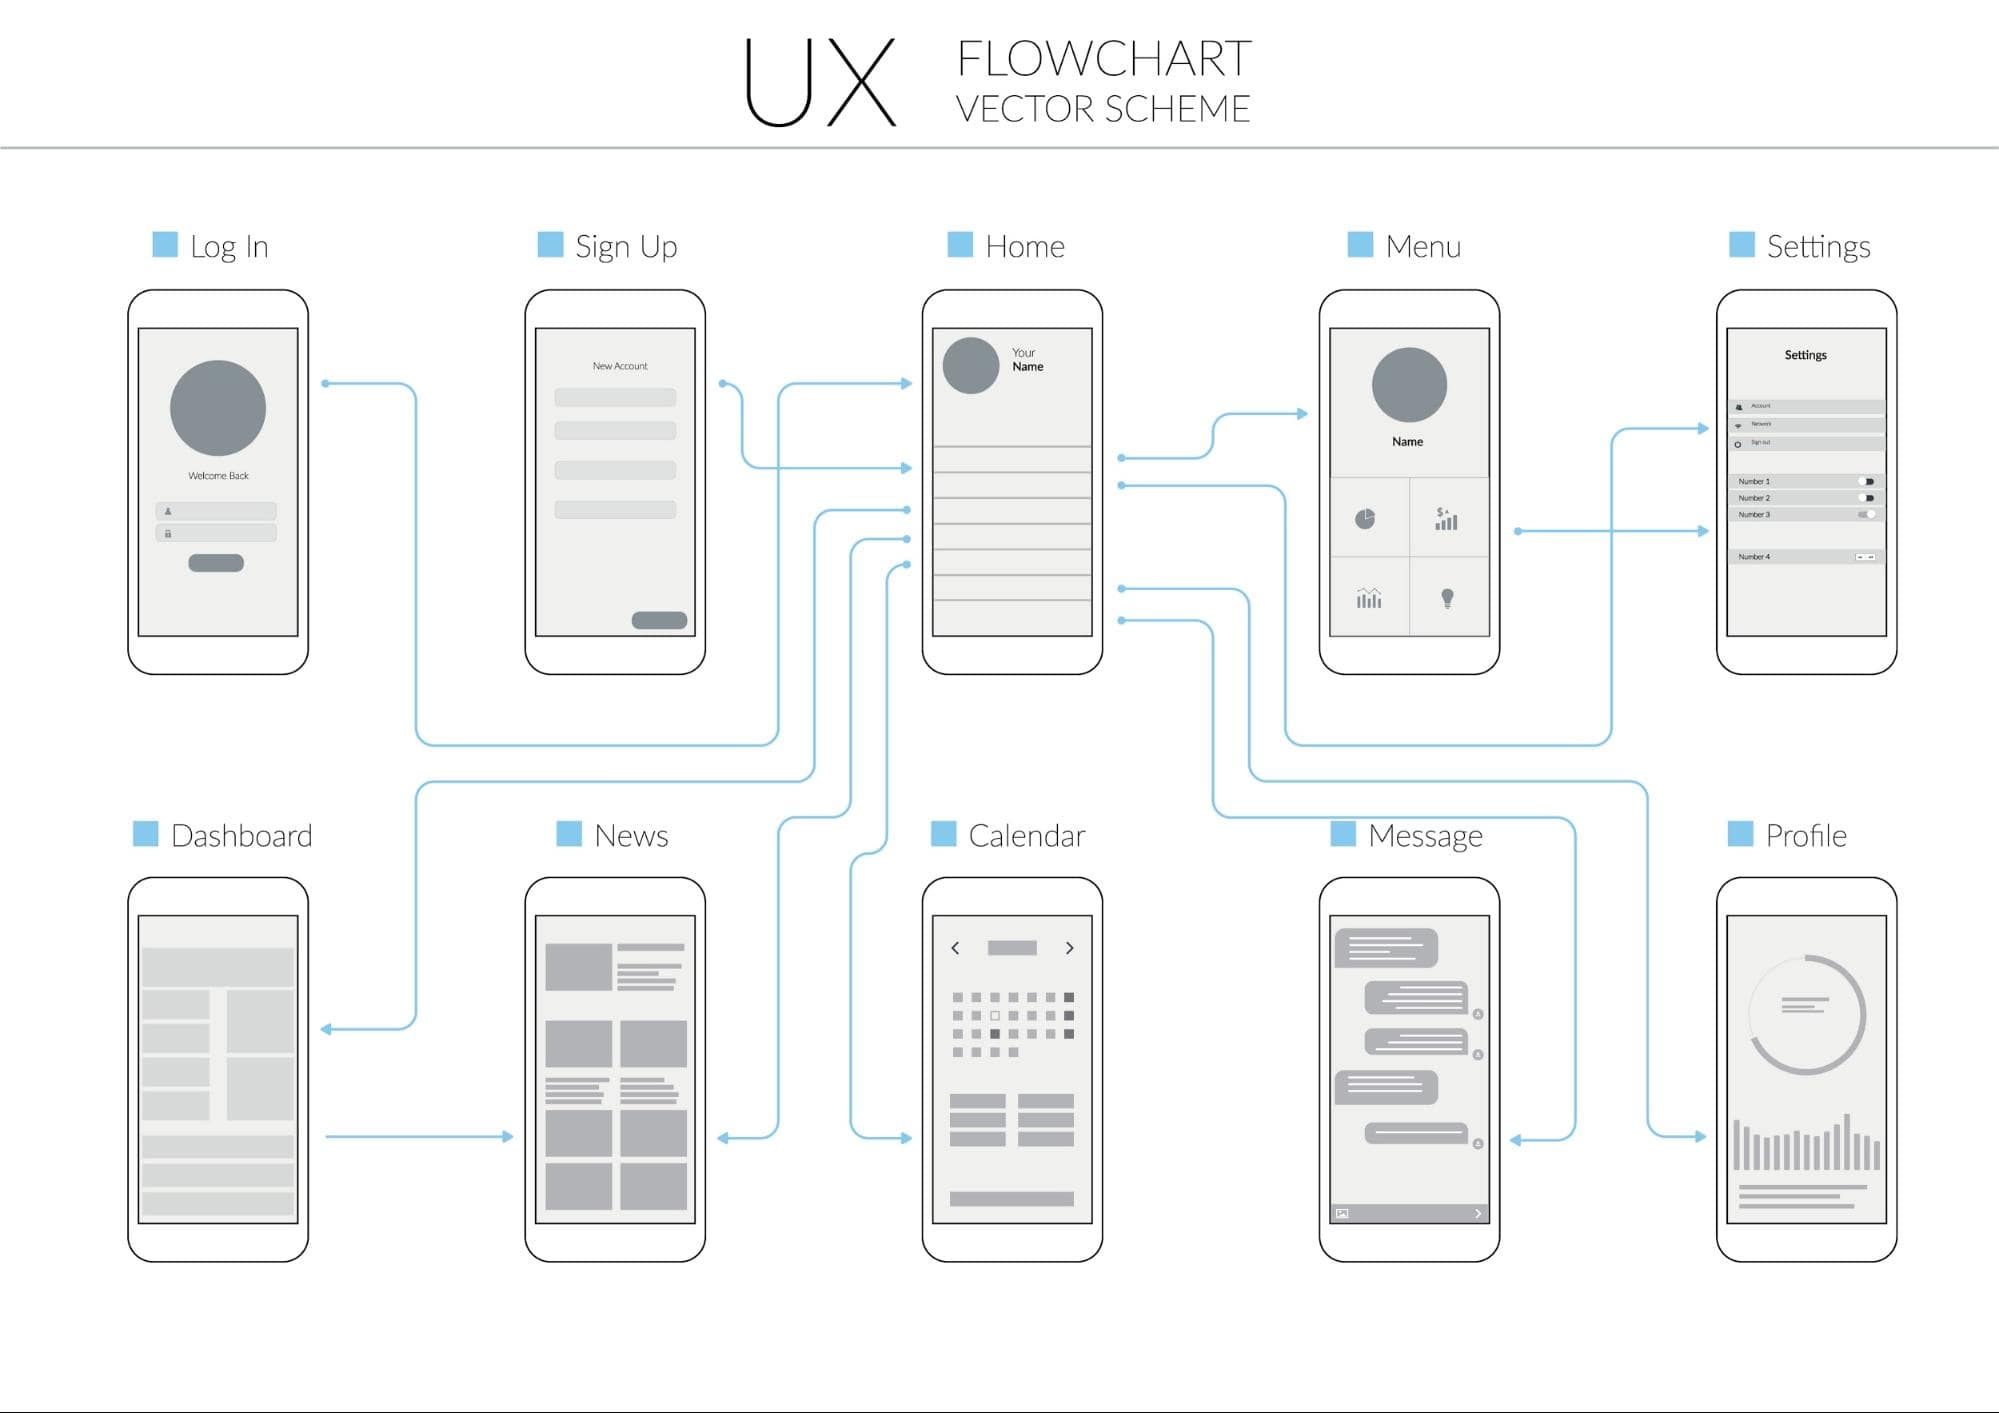 UX
FLOWCHART
VECTOR SCHEME
Log In
Sign Up
Home
Menu
Settings
Welcome Back
New Account
Your
Name
Name
Settings
Account
Network
Sign out
Number 1
Number 2
Number 3
Number 4
Dashboard
News
Calendar
Message
Profile